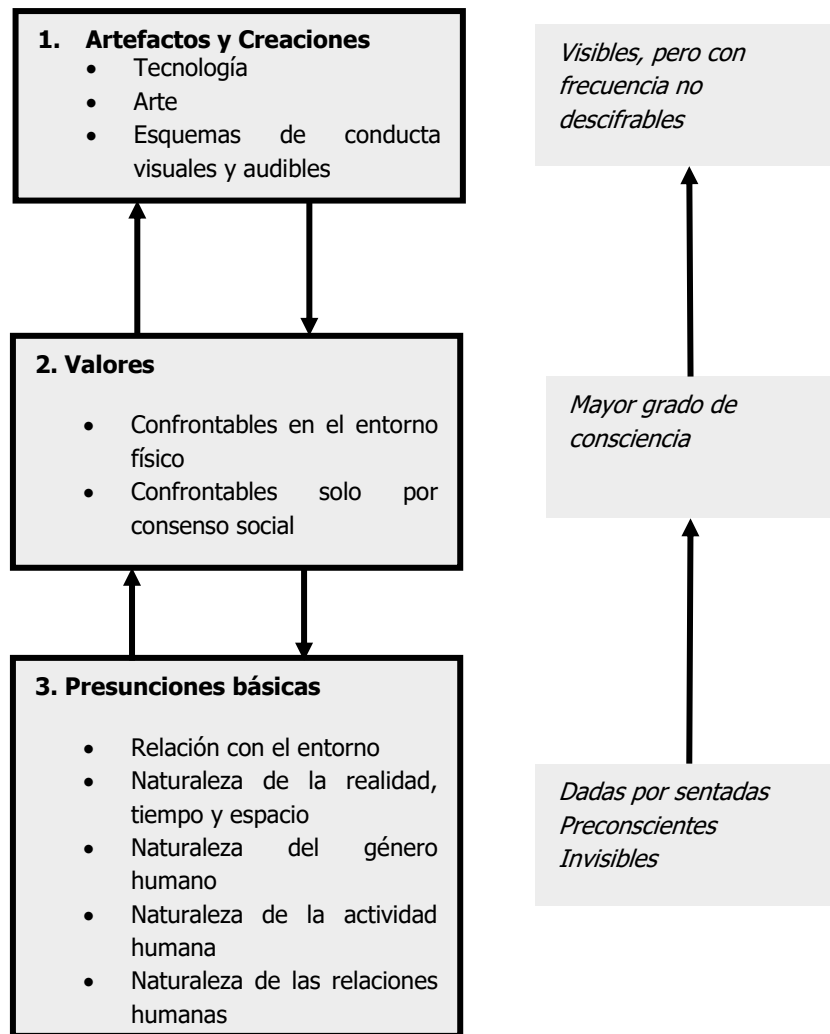 1. Artefactos y Creaciones
• Tecnología
• Arte
• Esquemas de conducta
visuales y audibles
Visibles, pero con
frecuencia no
descifrables
2. Valores
• Confrontables en el entorno
físico
• Confrontables solo por
consenso social
Mayor grado de
consciencia
3. Presunciones básicas
• Relación con el entorno
• Naturaleza de la realidad,
tiempo y espacio
• Naturaleza del género
humano
• Naturaleza de la actividad
humana
• Naturaleza de las relaciones
humanas
Dadas por sentadas
Preconscientes
Invisibles